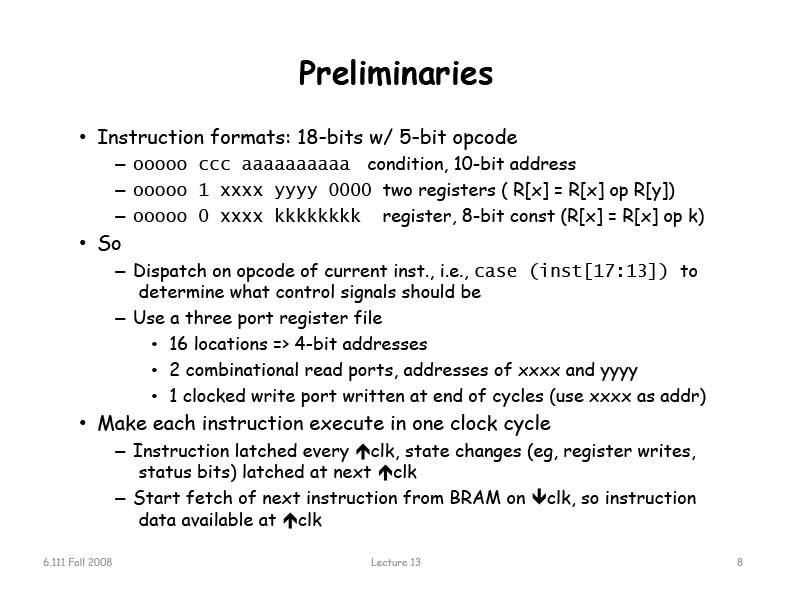 Preliminaries
• Instruction formats: 18-bits w/ 5-bit opcode
– ooooo ccc aaaaaaaaaa condition, 10-bit address
– ooooo 1 xxxx yyyy 0000 two registers ( R[x] = R[x] op R[y])
– ooooo 0 xxxx kkkkkkkk register, 8-bit const (R[x] = R[x] op k)
• So
– Dispatch on opcode of current inst., i.e., case (inst[17:13]) to
determine what control signals should be
– Use a three port register file
• 16 locations => 4-bit addresses
• 2 combinational read ports, addresses of xxxx and yyyy
• 1 clocked write port written at end of cycles (use xxxx as addr)
• Make each instruction execute in one clock cycle
– Instruction latched every 🡹clk, state changes (eg, register writes,
status bits) latched at next 🡹clk
– Start fetch of next instruction from BRAM on 🡻clk, so instruction
data available at 🡹clk
6.111 Fall 2008
Lecture 13
8